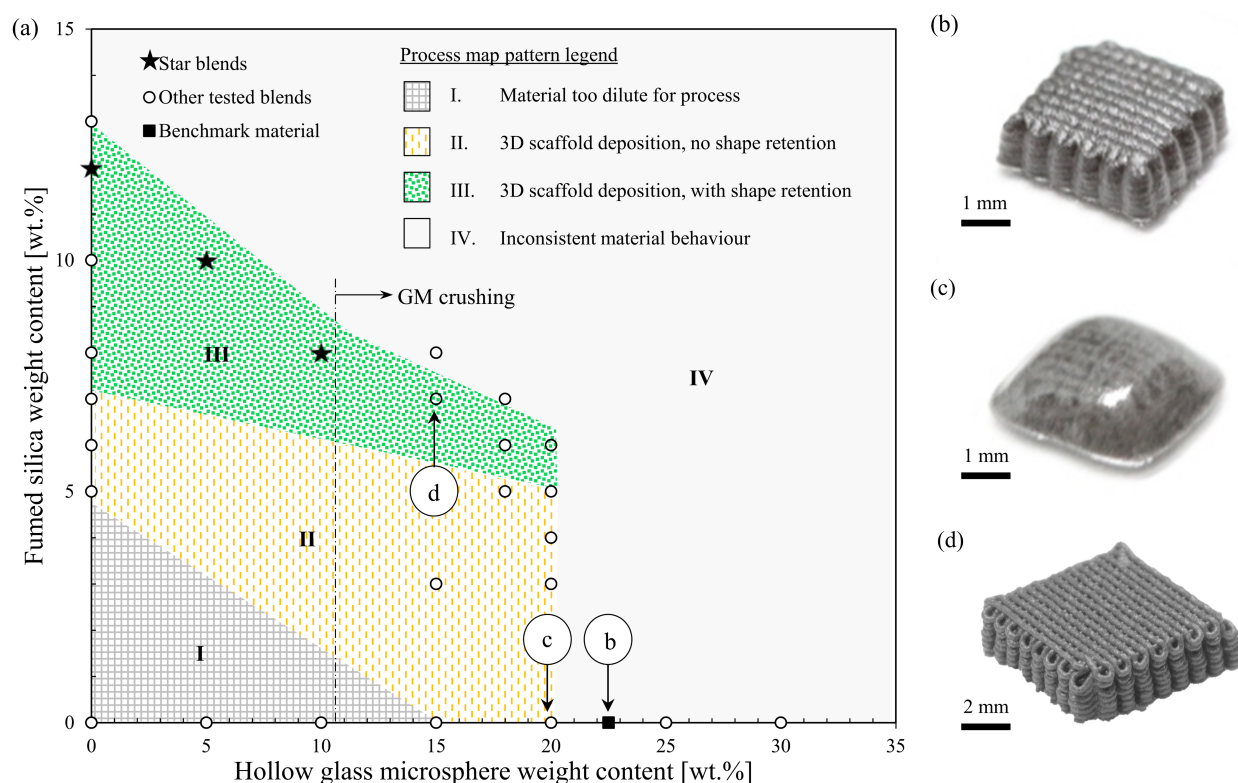 (a)
15
10
5
0
Fumed silica weight content [wt.%]
Star blends
Other tested blends
Benchmark material
Process map pattern legend
I. Material too dilute for process
II. 3D scaffold deposition, no shape retention
III. 3D scaffold deposition, with shape retention
IV. Inconsistent material behaviour
GM crushing
III
IV
d
II
I
c
b
0 5 10 15 20 25 30 35
Hollow glass microsphere weight content [wt.%]
(b)
1 mm
(c)
1 mm
(d)
2 mm